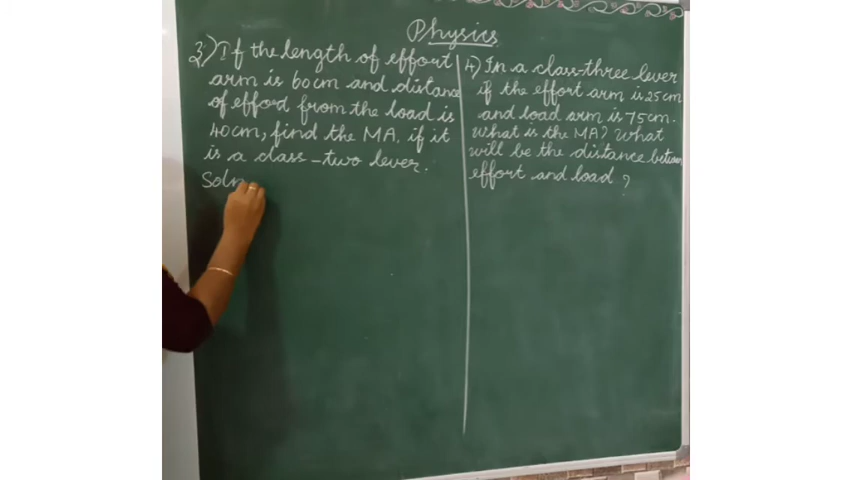 Physics
3) If the length of effort
arm is 60cm and distance
of efford from the load is
40cm, find the MA, if it
is a class-two lever.
Soln
4) In a class-three lever
if the effort arm is 25cm
and load arm is 75cm.
What is the MA? What
will be the distance between
effort and load ?